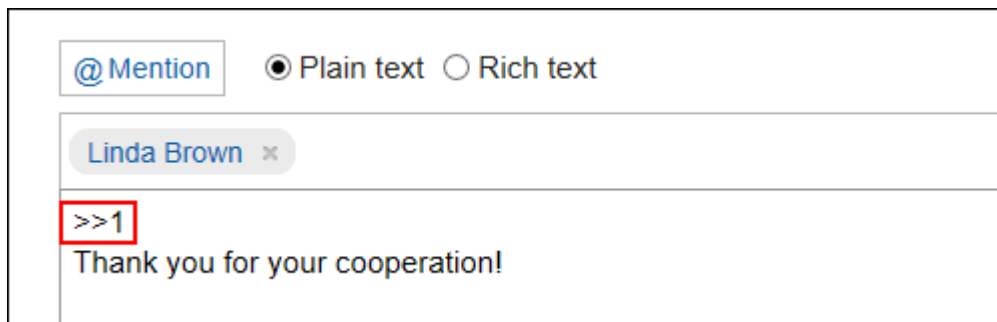 @Mention Plain text Rich text
Linda Brown ×
>>1
Thank you for your cooperation!